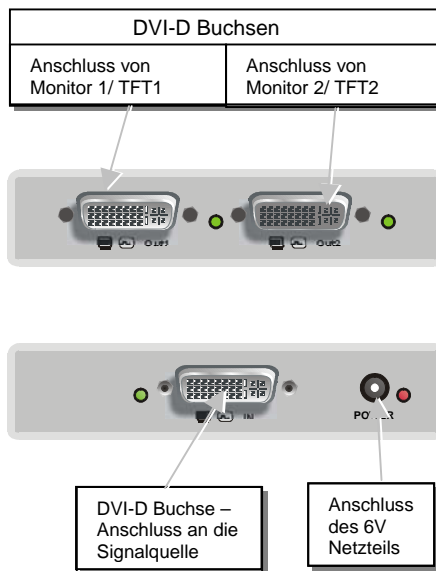 DVI-D Buchsen
Anschluss von
Monitor 1/ TFT1
Anschluss von
Monitor 2/ TFT2
Out2
IN
DVI-D Buchse –
Anschluss an die
Signalquelle
Anschluss
des 6V
Netzteils